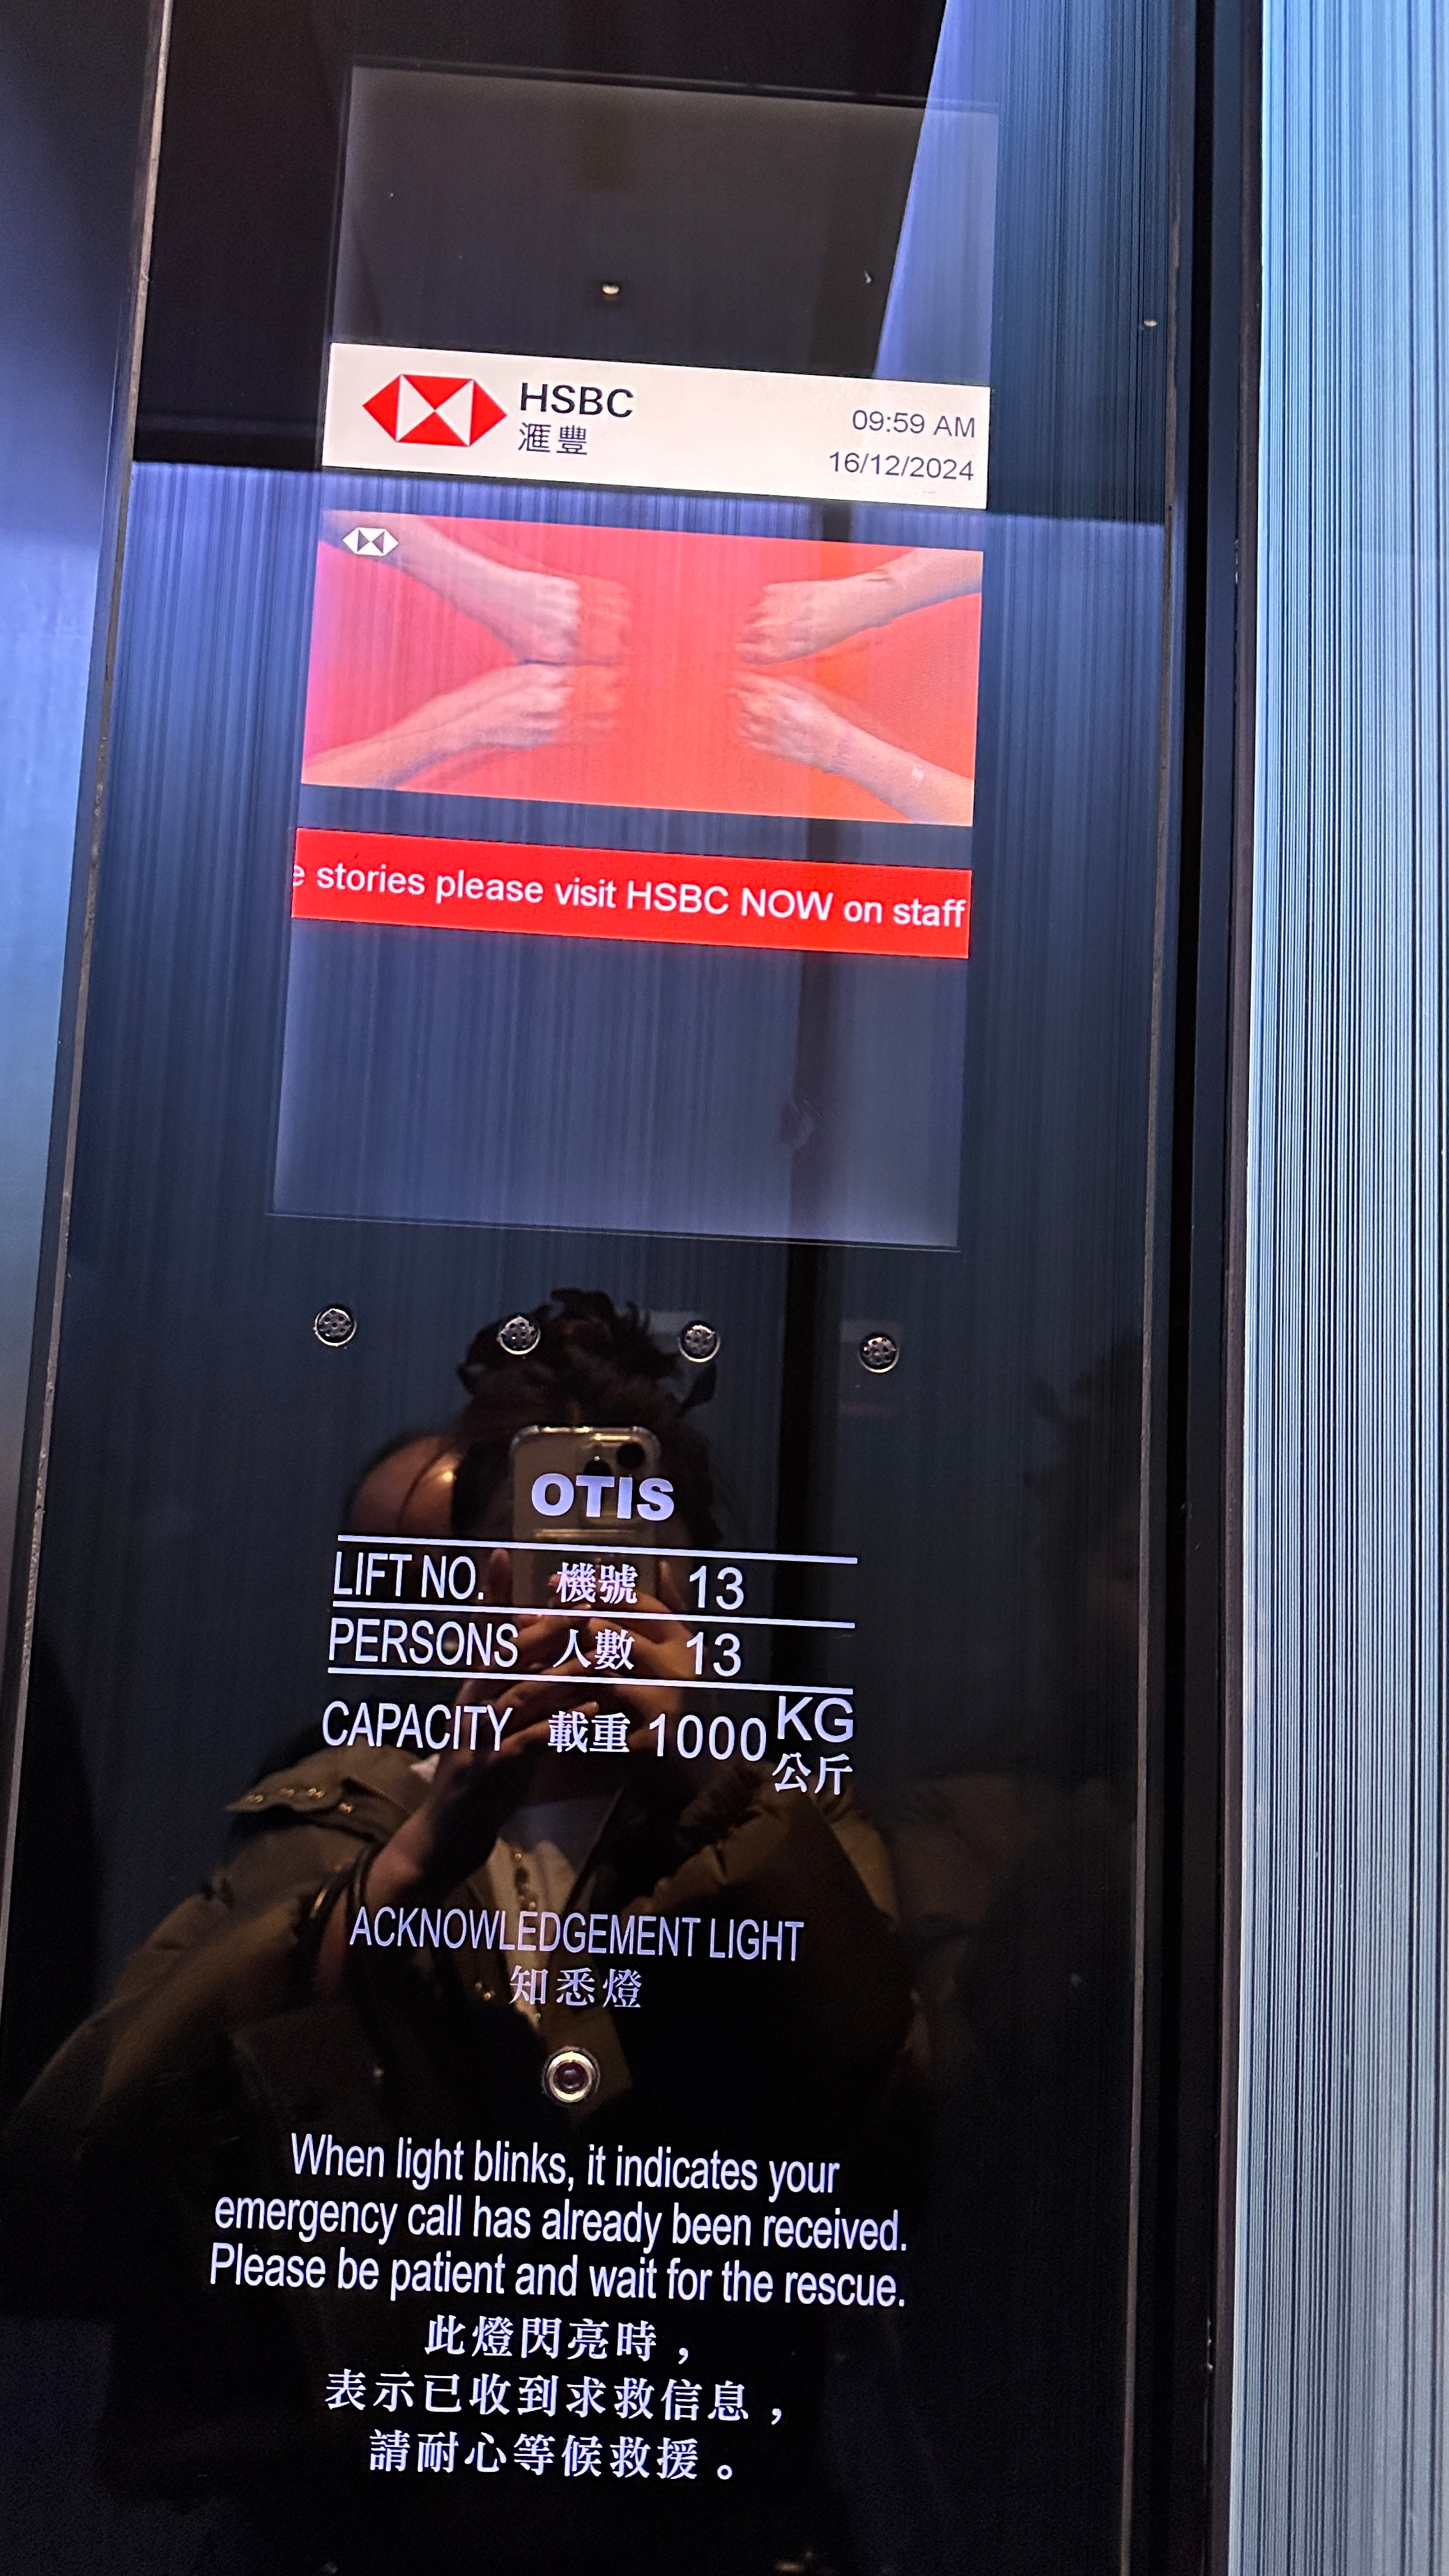 HSBC
滙豐
09:59 AM
16/12/2024
stories please visit HSBC NOW on staff
OTIS
LIFT NO. 機號 13
PERSONS 人數 13
CAPACITY 載重 1000 KG
公斤
ACKNOWLEDGEMENT LIGHT
知悉燈
When light blinks, it indicates your
emergency call has already been received.
Please be patient and wait for the rescue.
此燈閃亮時，
表示已收到求救信息，
請耐心等候救援。